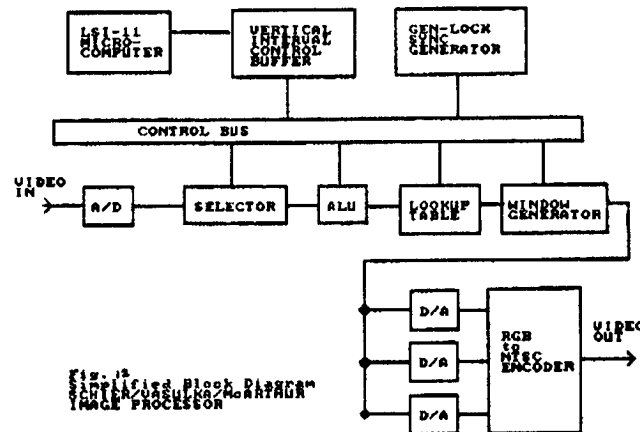 LSI-11
MICRO-
COMPUTER
VERTICAL
INTERVAL
CONTROL
BUFFER
GEN-LOCK
SYNC
GENERATOR
CONTROL BUS
VIDEO
IN
A/D
SELECTOR
ALU
LOOKUP
TABLE
WINDOW
GENERATOR
D/A
D/A
D/A
RGB
to
NTSC
ENCODER
VIDEO
OUT
Fig. 12
Simplified Block Diagram
SCHIER/VASULKA/McARTHUR
IMAGE PROCESSOR